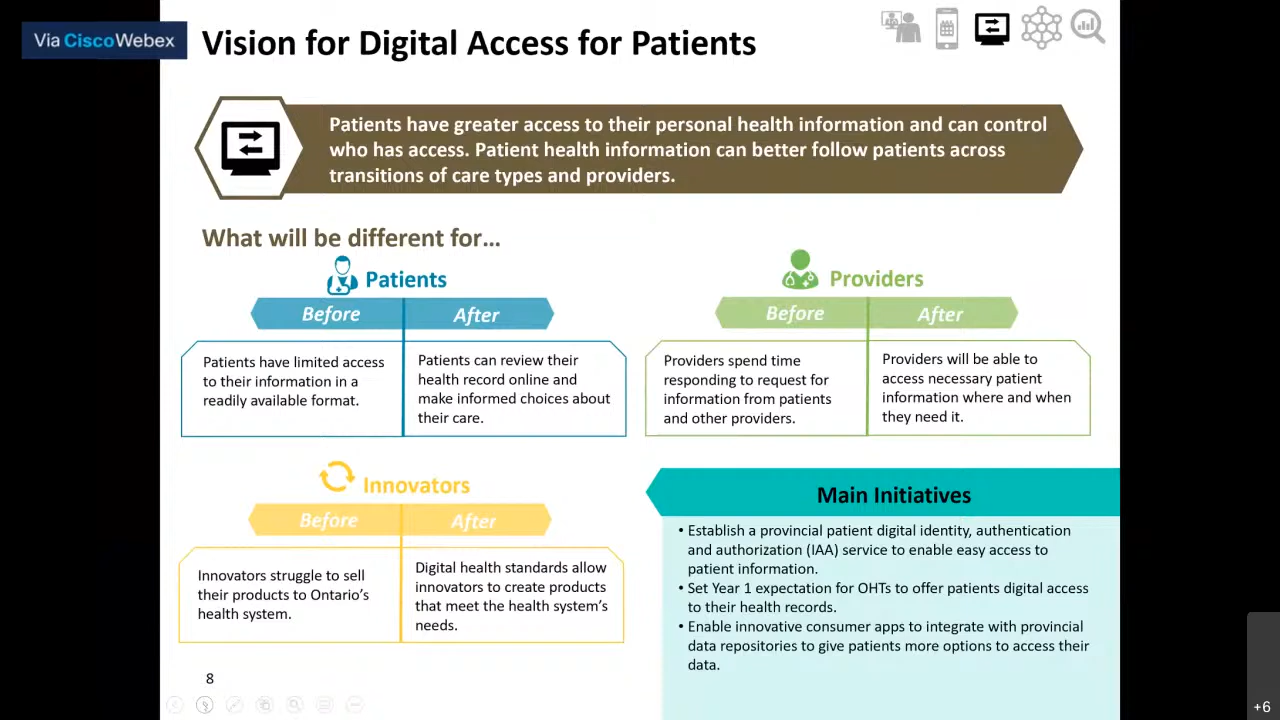 Via CiscoWebex
Vision for Digital Access for Patients
Patients have greater access to their personal health information and can control
who has access. Patient health information can better follow patients across
transitions of care types and providers.
What will be different for...
Patients
Before
After
Patients have limited access
to their information in a
readily available format.
Patients can review their
health record online and
make informed choices about
their care.
Providers
Before
After
Providers spend time
responding to request for
information from patients
and other providers.
Providers will be able to
access necessary patient
information where and when
they need it.
Innovators
Before
After
Innovators struggle to sell
their products to Ontario’s
health system.
Digital health standards allow
innovators to create products
that meet the health system’s
needs.
Main Initiatives
• Establish a provincial patient digital identity, authentication
and authorization (IAA) service to enable easy access to
patient information.
• Set Year 1 expectation for OHTs to offer patients digital access
to their health records.
• Enable innovative consumer apps to integrate with provincial
data repositories to give patients more options to access their
data.
8
+6